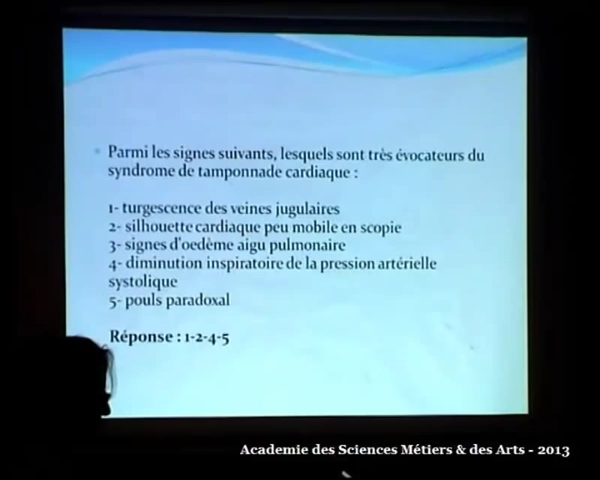 Parmi les signes suivants, lesquels sont très évocateurs du
syndrome de tamponnade cardiaque :
1- turgescence des veines jugulaires
2- silhouette cardiaque peu mobile en scopie
3- signes d'oedème aigu pulmonaire
4- diminution inspiratoire de la pression artérielle
systolique
5- pouls paradoxal
Réponse : 1-2-4-5
Academie des Sciences Métiers & des Arts - 2013